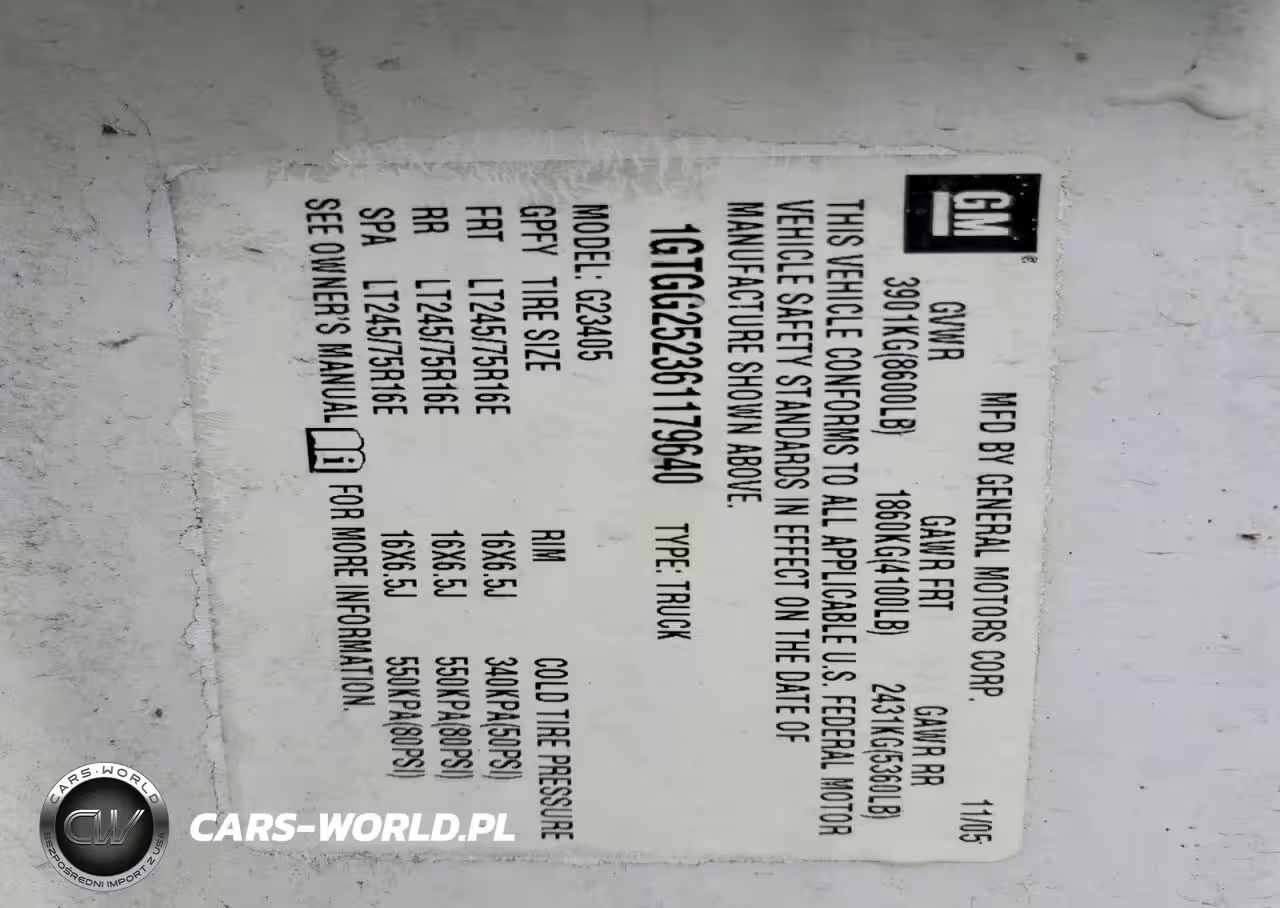 GM
MFD BY GENERAL MOTORS CORP. 11/05
GVWR GAWR FRT GAWR RR
3901KG(8600LB) 1860KG(4100LB) 2431KG(5360LB)
THIS VEHICLE CONFORMS TO ALL APPLICABLE U.S. FEDERAL MOTOR
VEHICLE SAFETY STANDARDS IN EFFECT ON THE DATE OF
MANUFACTURE SHOWN ABOVE.
1GTGG252361179640 TYPE: TRUCK
MODEL: G23405
GPFY TIRE SIZE RIM COLD TIRE PRESSURE
FRT LT245/75R16E 16X6.5J 340KPA(50PSI)
RR LT245/75R16E 16X6.5J 550KPA(80PSI)
SPA LT245/75R16E 16X6.5J 550KPA(80PSI)
SEE OWNER'S MANUAL i FOR MORE INFORMATION.
CARS-WORLD
CW
BEZPOŚREDNI IMPORT Z USA
CARS-WORLD.PL